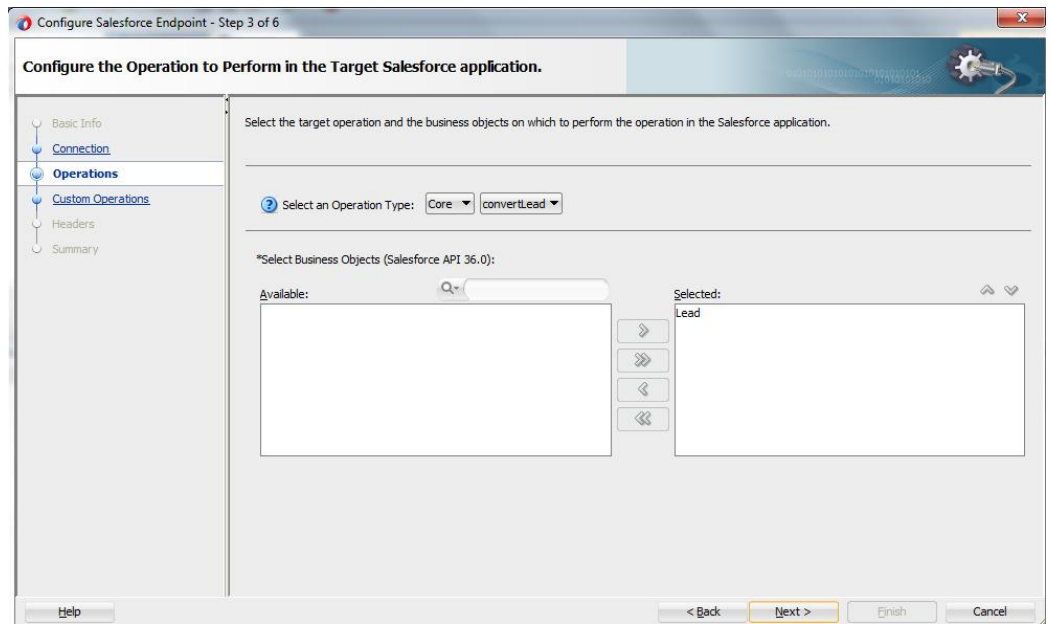 Configure Salesforce Endpoint - Step 3 of 6
Configure the Operation to Perform in the Target Salesforce application.
Basic Info
Connection
Operations
Custom Operations
Headers
Summary
Select the target operation and the business objects on which to perform the operation in the Salesforce application.
Select an Operation Type: Core convertLead
*Select Business Objects (Salesforce API 36.0):
Available:
Selected:
Lead
Help
< Back Next > Finish Cancel